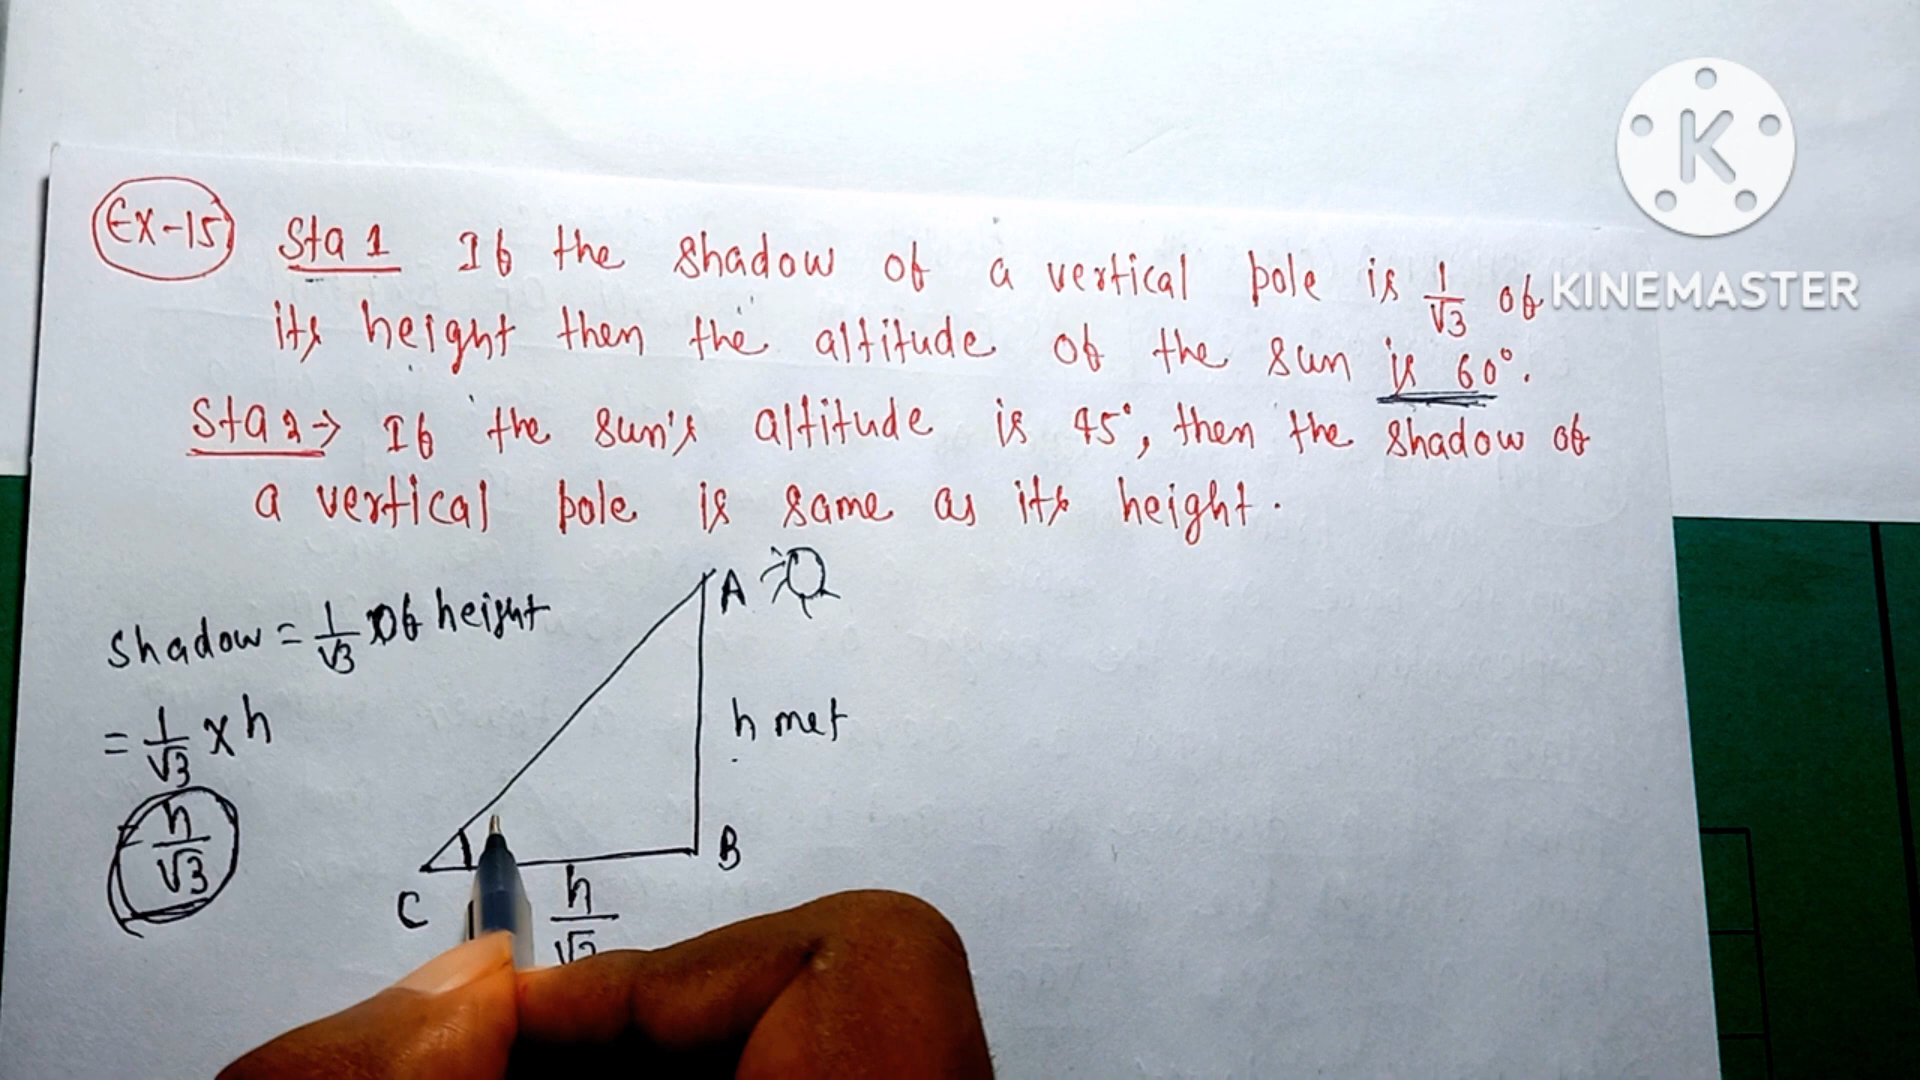 Ex-15 Sta 1 If the shadow of a vertical pole is 1/√3 of
its height then the altitude of the sun is 60°.
Sta 2→ If the sun's altitude is 45°, then the shadow of
a vertical pole is same as its height.
K
KINEMASTER
shadow = 1/√3 of height
= 1/√3 x h
= h/√3
A
h met
B
C
h/√3